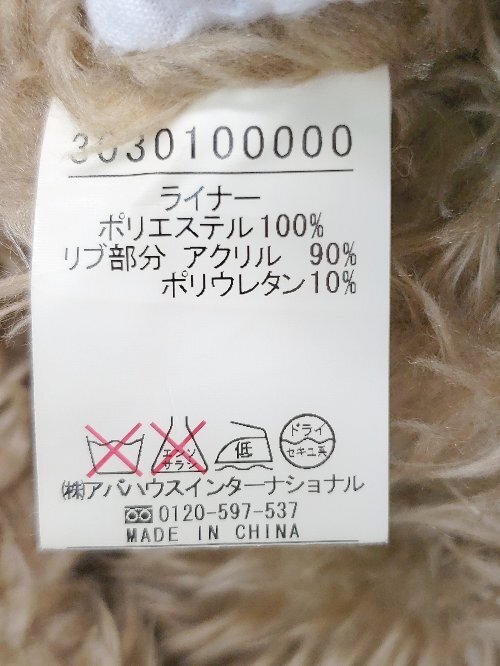 3030100000
ライナー
ポリエステル100%
リブ部分 アクリル 90%
ポリウレタン10%
エンソサラシ 低 ドライ セキユ系
㈱アバハウスインターナショナル
0120-597-537
MADE IN CHINA